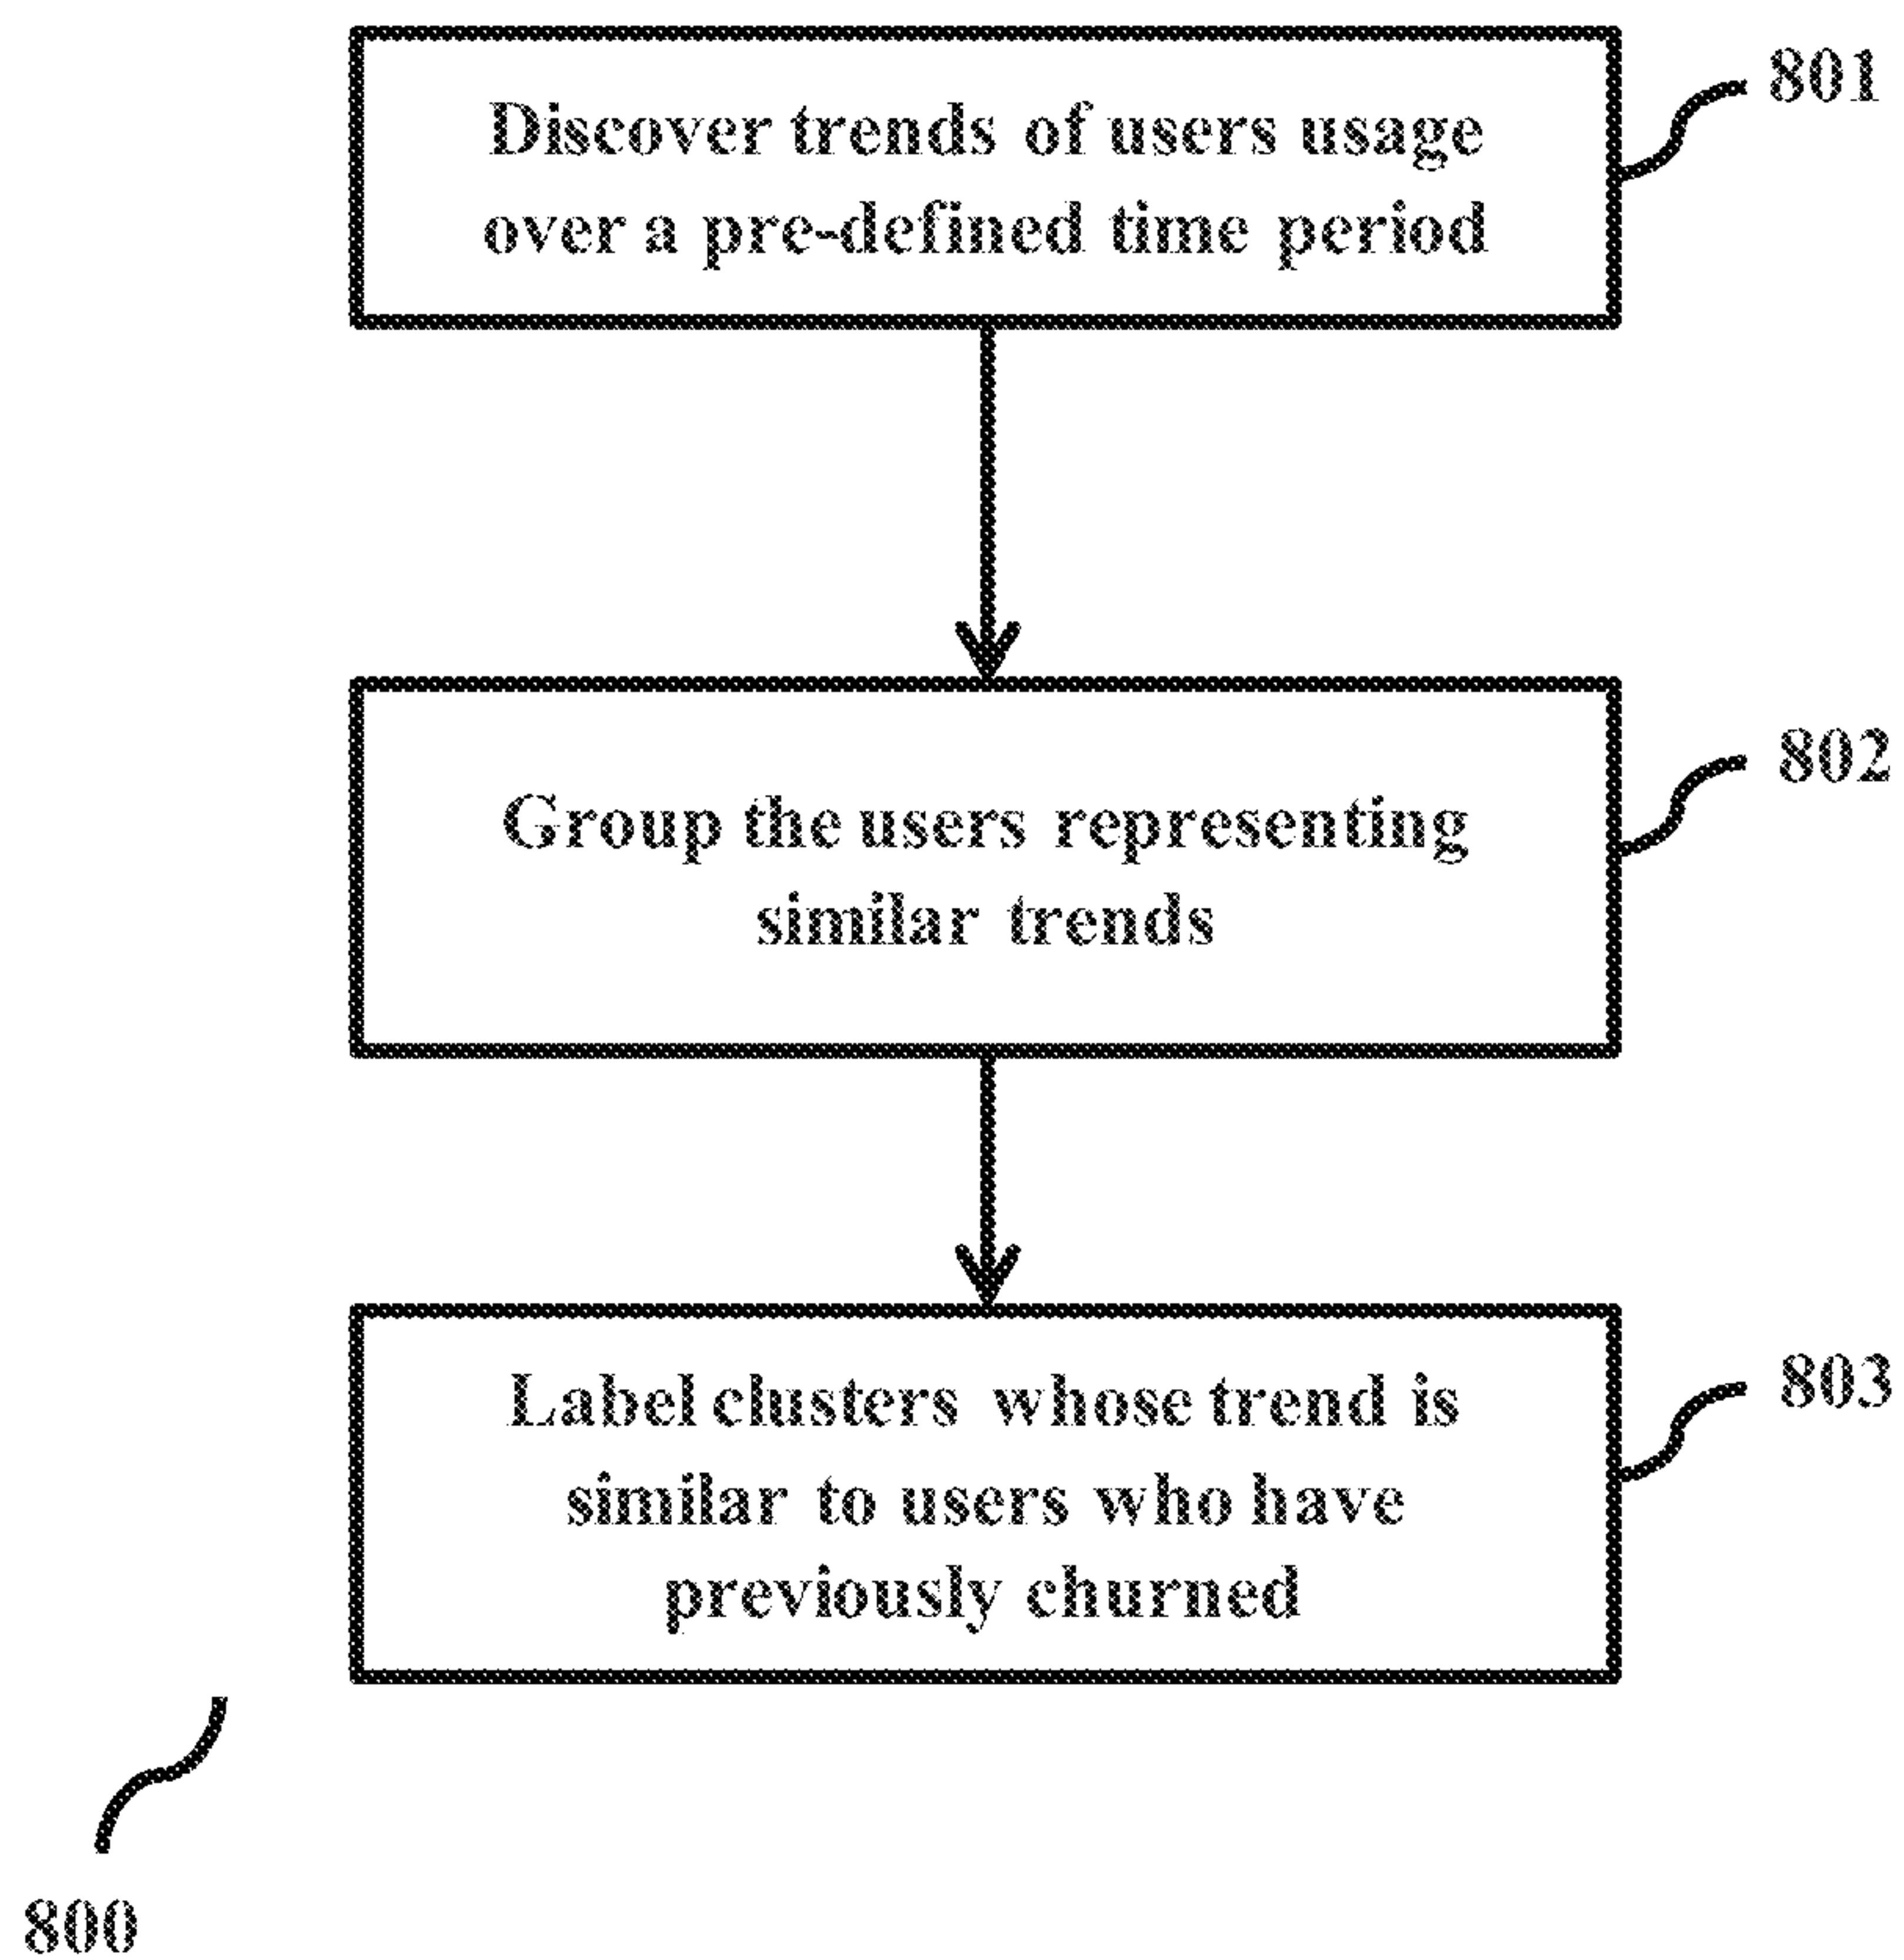 Discover trends of users usage
over a pre-defined time period
801
Group the users representing
similar trends
802
Label clusters whose trend is
similar to users who have
previously churned
803
800